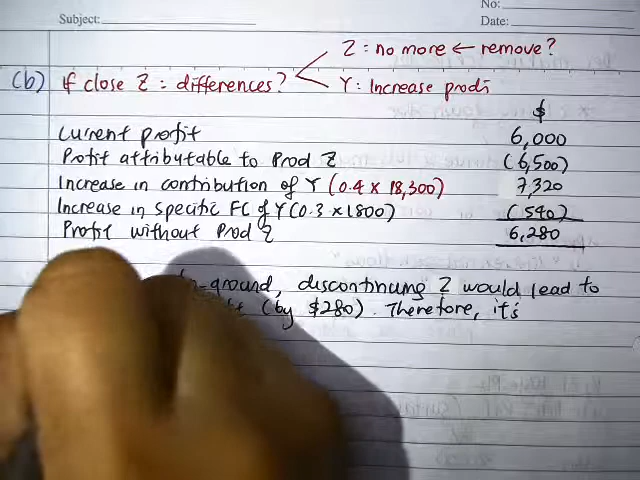 No:
Subject:
Date:
Z : no more ← remove?
(b) If close Z : differences?
Y : Increase prod:
$
Current profit 6,000
Profit attributable to Prod Z (6,500)
Increase in contribution of Y (0.4 x 18,300) 7,320
Increase in specific FC of Y (0.3 x 1800) (540)
Profit without Prod Z 6,280
-ground, discontinuing Z would lead to
(by $280). Therefore, it's